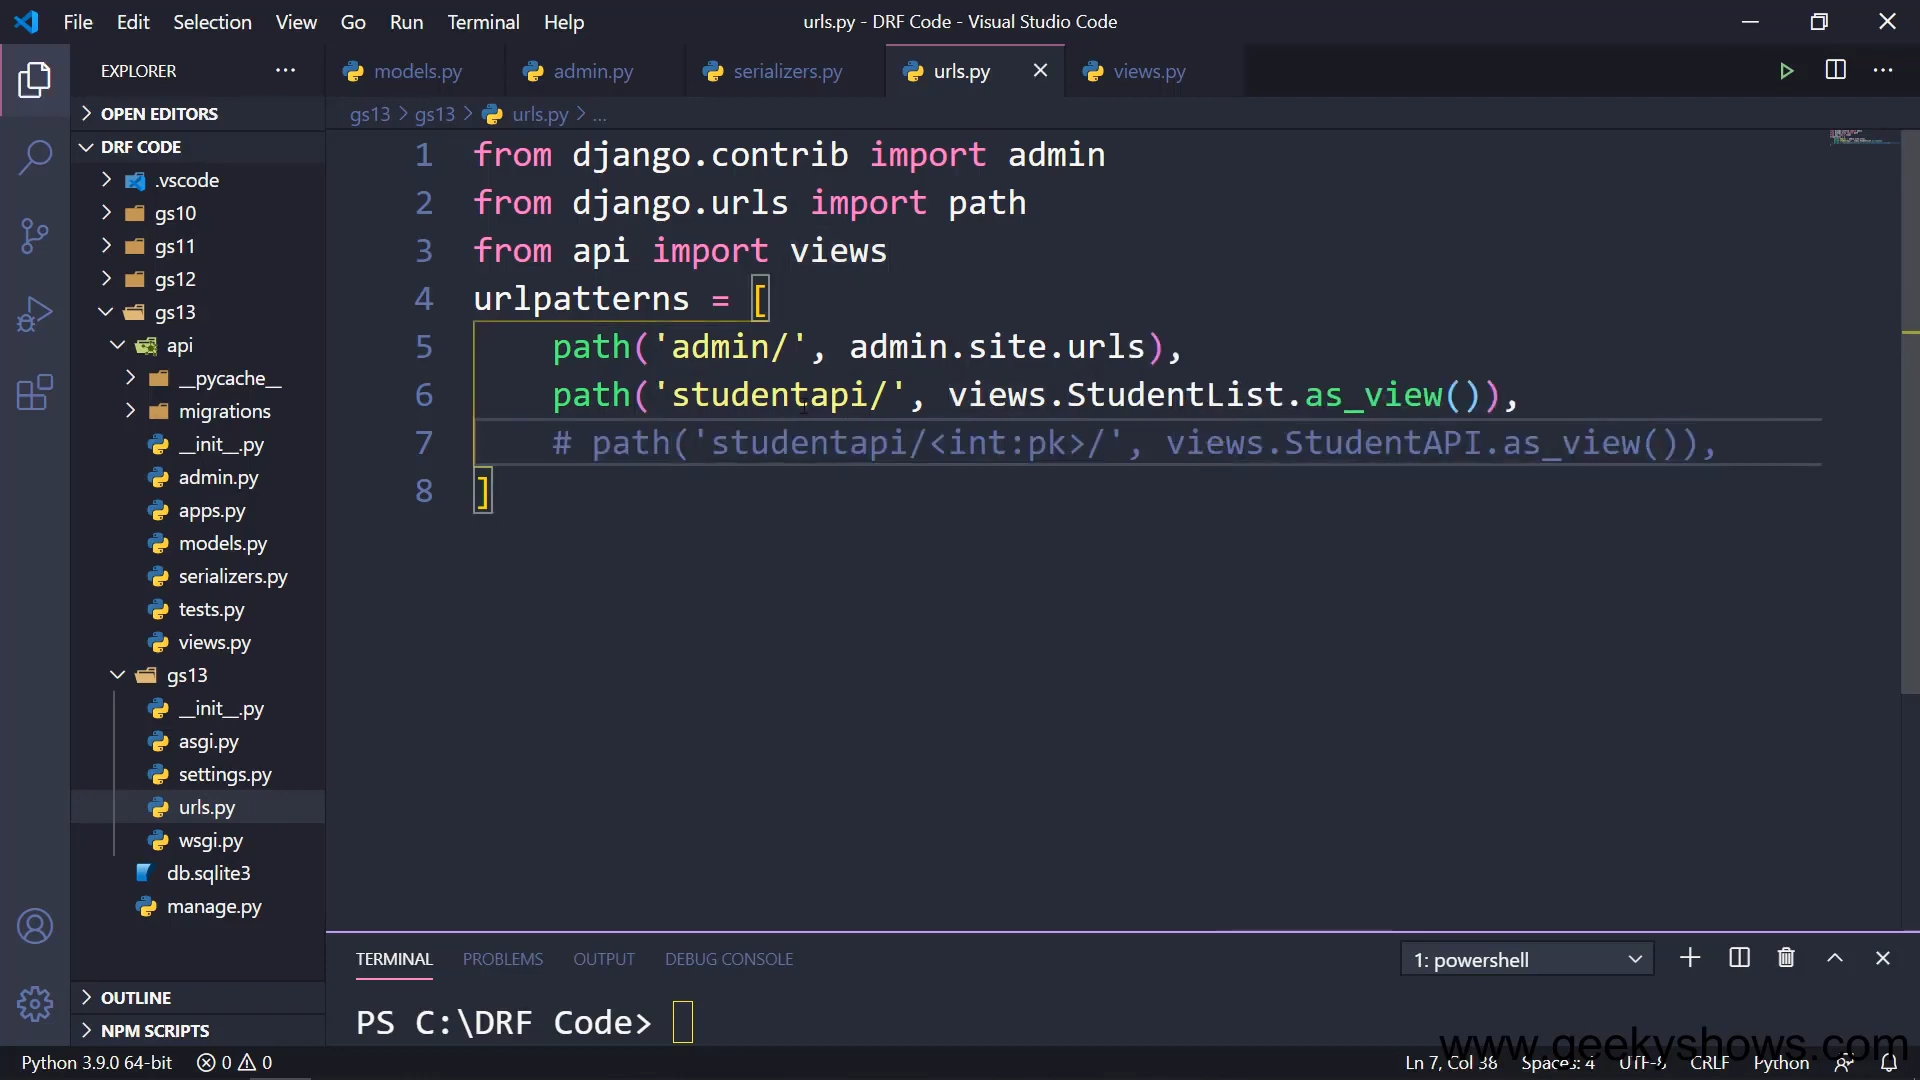 File Edit Selection View Go Run Terminal Help
urls.py - DRF Code - Visual Studio Code
EXPLORER
models.py
admin.py
serializers.py
urls.py
views.py
OPEN EDITORS
gs13 > gs13 > urls.py > ...
DRF CODE
.vscode
gs10
gs11
gs12
gs13
api
__pycache__
migrations
__init__.py
admin.py
apps.py
models.py
serializers.py
tests.py
views.py
gs13
__init__.py
asgi.py
settings.py
urls.py
wsgi.py
db.sqlite3
manage.py
OUTLINE
NPM SCRIPTS
1 from django.contrib import admin
2 from django.urls import path
3 from api import views
4 urlpatterns = [
5 path('admin/', admin.site.urls),
6 path('studentapi/', views.StudentList.as_view()),
7 # path('studentapi/<int:pk>/', views.StudentAPI.as_view()),
8 ]
TERMINAL PROBLEMS OUTPUT DEBUG CONSOLE
1: powershell
PS C:\DRF Code>
www.geekyshows.com
Python 3.9.0 64-bit 0 0
Ln 7, Col 38 Spaces: 4 UTF-8 CRLF Python